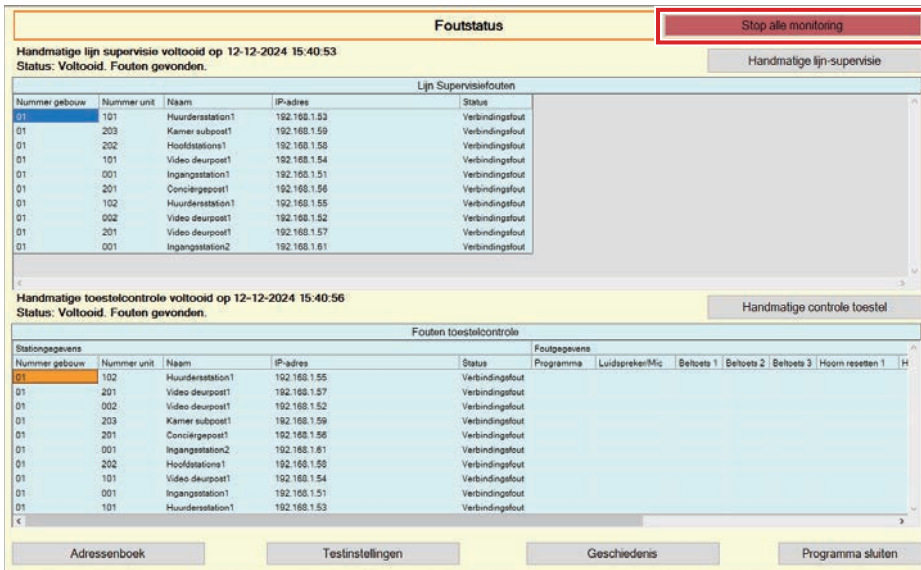 Foutstatus
Stop alle monitoring
Handmatige lijn supervisie voltooid op 12-12-2024 15:40:53
Status: Voltooid. Fouten gevonden.
Handmatige lijn-supervisie
Lijn Supervisiefouten
Nummer gebouw Nummer unit Naam IP-adres Status
01 101 Huurdersstation1 192.168.1.53 Verbindingsfout
01 203 Kamer subpost1 192.168.1.59 Verbindingsfout
01 202 Hoofdstations1 192.168.1.58 Verbindingsfout
01 101 Video deurpost1 192.168.1.54 Verbindingsfout
01 001 Ingangsstation1 192.168.1.51 Verbindingsfout
01 201 Conciërgepost1 192.168.1.56 Verbindingsfout
01 102 Huurdersstation1 192.168.1.55 Verbindingsfout
01 002 Video deurpost1 192.168.1.52 Verbindingsfout
01 201 Video deurpost1 192.168.1.57 Verbindingsfout
01 001 Ingangsstation2 192.168.1.61 Verbindingsfout
Handmatige toestelcontrole voltooid op 12-12-2024 15:40:56
Status: Voltooid. Fouten gevonden.
Handmatige controle toestel
Fouten toestelcontrole
Stationgegevens Foutgegevens
Nummer gebouw Nummer unit Naam IP-adres Status Programma Luidspreker/Mic Beltoets 1 Beltoets 2 Beltoets 3 Hoorn resetten 1 H
01 102 Huurdersstation1 192.168.1.55 Verbindingsfout
01 201 Video deurpost1 192.168.1.57 Verbindingsfout
01 002 Video deurpost1 192.168.1.52 Verbindingsfout
01 203 Kamer subpost1 192.168.1.59 Verbindingsfout
01 201 Conciërgepost1 192.168.1.56 Verbindingsfout
01 001 Ingangsstation2 192.168.1.61 Verbindingsfout
01 202 Hoofdstations1 192.168.1.58 Verbindingsfout
01 101 Video deurpost1 192.168.1.54 Verbindingsfout
01 001 Ingangsstation1 192.168.1.51 Verbindingsfout
01 101 Huurdersstation1 192.168.1.53 Verbindingsfout
Adressenboek
Testinstellingen
Geschiedenis
Programma sluiten